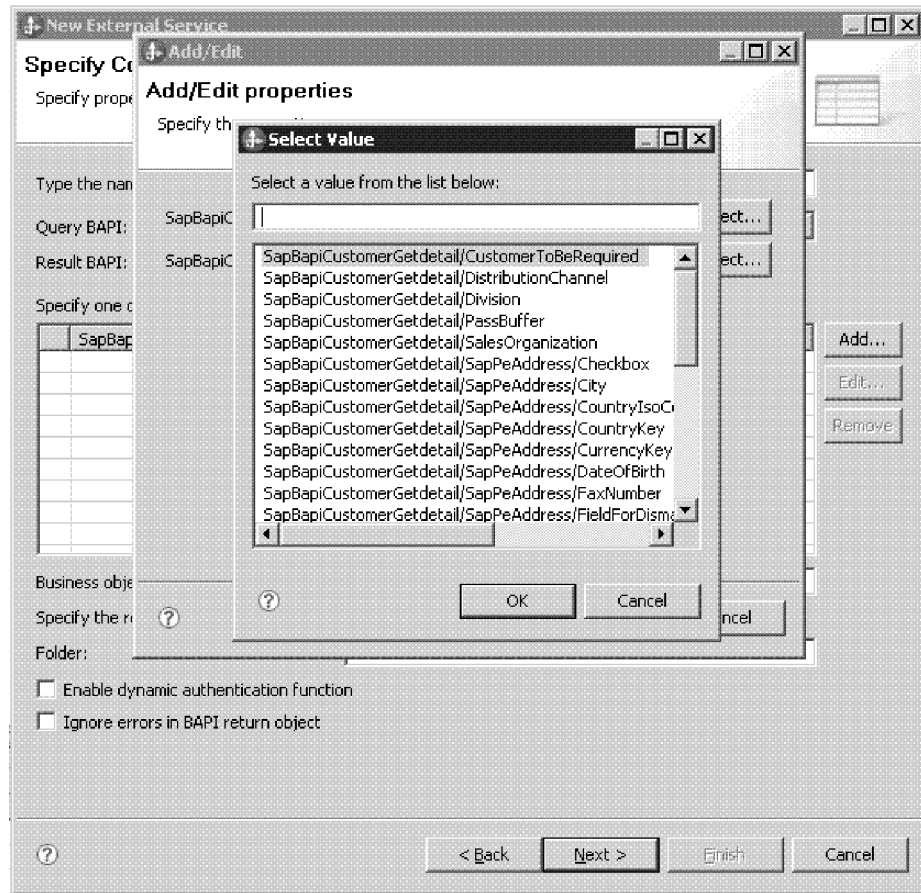 New External Service
Specify Co
Specify prope
Add/Edit
Add/Edit properties
Specify th
Select Value
Select a value from the list below:
Type the nan
Query BAPI:
SapBapiC
ect...
Result BAPI:
SapBapiC
ect...
Specify one o
SapBap
SapBapiCustomerGetdetail/CustomerToBeRequired
SapBapiCustomerGetdetail/DistributionChannel
SapBapiCustomerGetdetail/Division
SapBapiCustomerGetdetail/PassBuffer
SapBapiCustomerGetdetail/SalesOrganization
SapBapiCustomerGetdetail/SapPeAddress/Checkbox
SapBapiCustomerGetdetail/SapPeAddress/City
SapBapiCustomerGetdetail/SapPeAddress/CountryIsoC
SapBapiCustomerGetdetail/SapPeAddress/CountryKey
SapBapiCustomerGetdetail/SapPeAddress/CurrencyKey
SapBapiCustomerGetdetail/SapPeAddress/DateOfBirth
SapBapiCustomerGetdetail/SapPeAddress/FaxNumber
SapBapiCustomerGetdetail/SapPeAddress/FieldForDisma
Add...
Edit...
Remove
OK
Cancel
Business obje
Specify the r
ncel
Folder:
Enable dynamic authentication function
Ignore errors in BAPI return object
< Back
Next >
Finish
Cancel